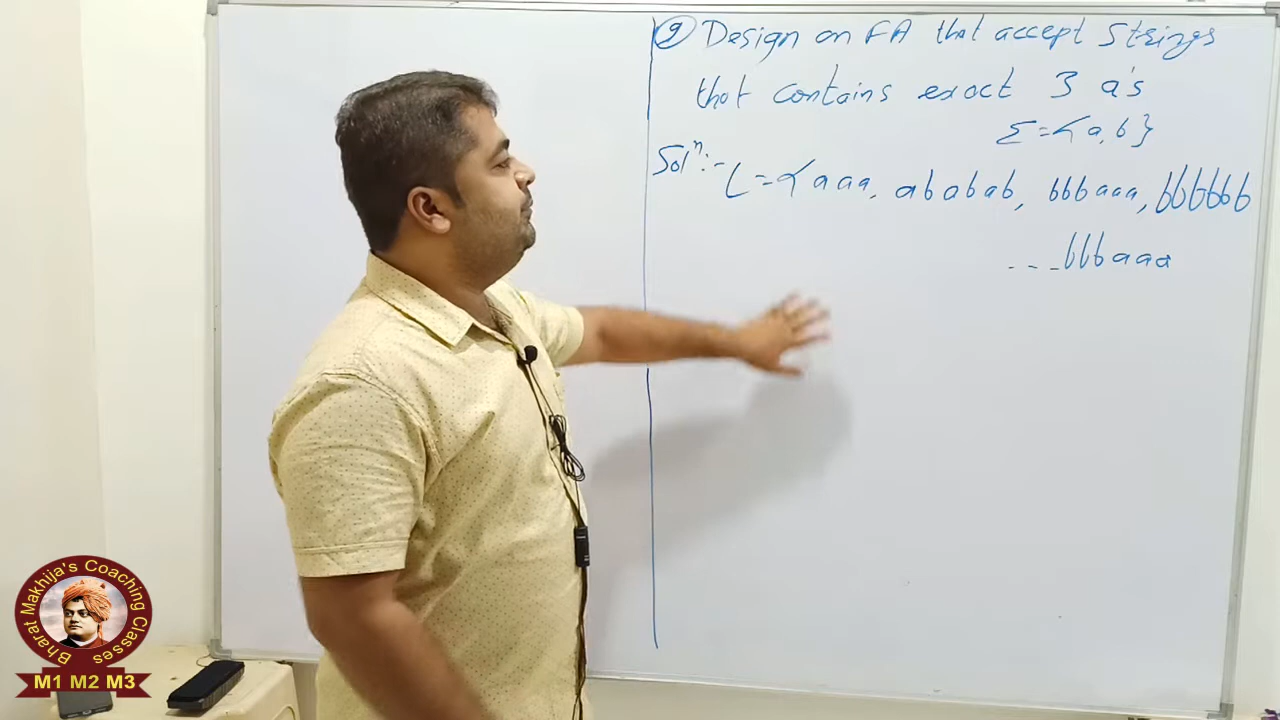 9 Design an FA that accept Strings
that contains exact 3 a's
Σ = {a, b}
Solⁿ:- L = { aaa, ababab, bbbaaa, bbbbbb
...bbbaaa
Bharat Makhija's Coaching Classes
M1 M2 M3